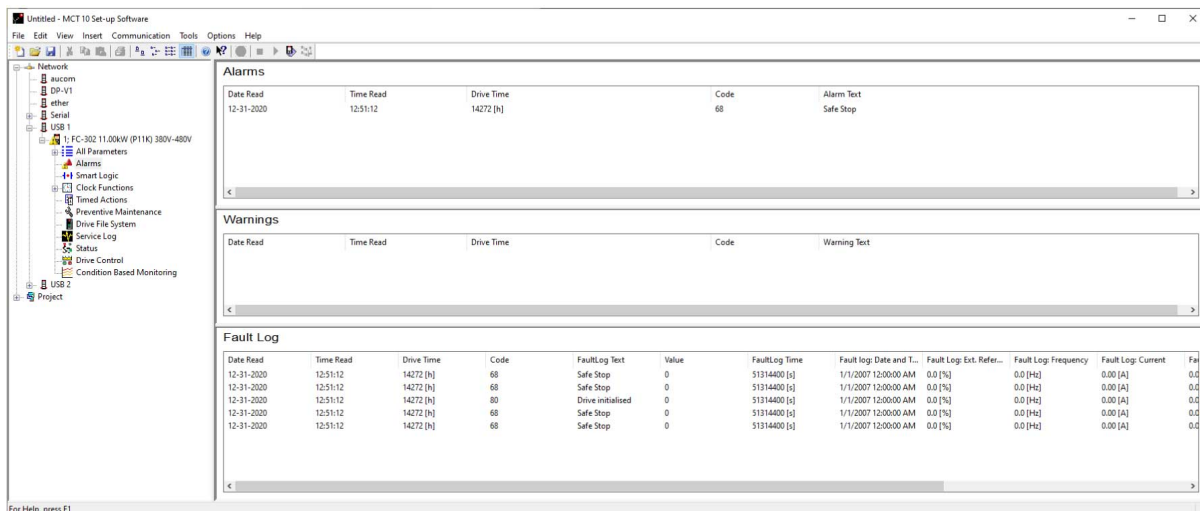 Untitled - MCT 10 Set-up Software
File Edit View Insert Communication Tools Options Help
Network
aucom
DP-V1
ether
Serial
USB 1
1; FC-302 11.00kW (P11K) 380V-480V
All Parameters
Alarms
Smart Logic
Clock Functions
Timed Actions
Preventive Maintenance
Drive File System
Service Log
Status
Drive Control
Condition Based Monitoring
USB 2
Project
Alarms
Date Read Time Read Drive Time Code Alarm Text
12-31-2020 12:51:12 14272 [h] 68 Safe Stop
Warnings
Date Read Time Read Drive Time Code Warning Text
Fault Log
Date Read Time Read Drive Time Code FaultLog Text Value FaultLog Time Fault log: Date and T... Fault Log: Ext. Refer... Fault Log: Frequency Fault Log: Current Fau
12-31-2020 12:51:12 14272 [h] 68 Safe Stop 0 51314400 [s] 1/1/2007 12:00:00 AM 0.0 [%] 0.0 [Hz] 0.00 [A] 0.0
12-31-2020 12:51:12 14272 [h] 68 Safe Stop 0 51314400 [s] 1/1/2007 12:00:00 AM 0.0 [%] 0.0 [Hz] 0.00 [A] 0.0
12-31-2020 12:51:12 14272 [h] 80 Drive initialised 0 51314400 [s] 1/1/2007 12:00:00 AM 0.0 [%] 0.0 [Hz] 0.00 [A] 0.0
12-31-2020 12:51:12 14272 [h] 68 Safe Stop 0 51314400 [s] 1/1/2007 12:00:00 AM 0.0 [%] 0.0 [Hz] 0.00 [A] 0.0
12-31-2020 12:51:12 14272 [h] 68 Safe Stop 0 51314400 [s] 1/1/2007 12:00:00 AM 0.0 [%] 0.0 [Hz] 0.00 [A] 0.0
For Help, press F1